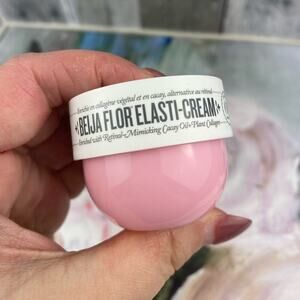 Enrichie en collagène végétal et en cacay, alternative au rétinol
BEIJA FLOR ELASTI-CREAM
Enriched with Retinol-Mimicking Cacay Oil + Plant Collagen